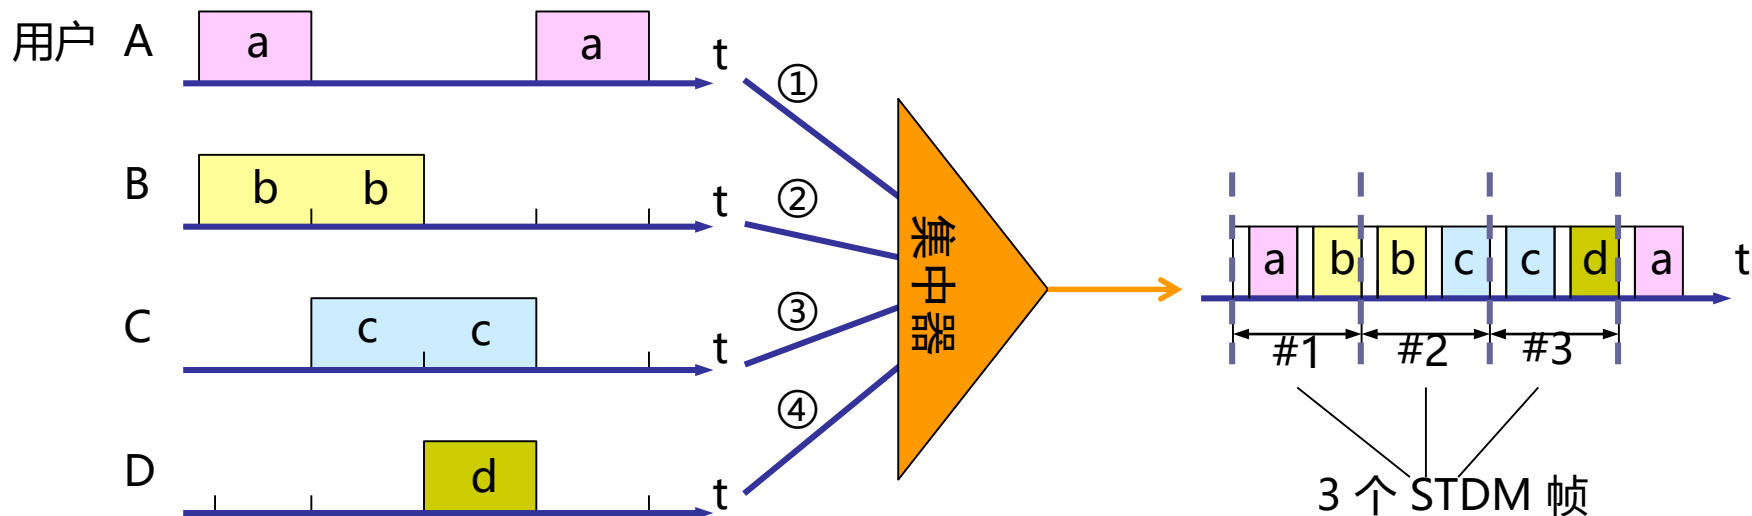 用户 A a a t
①
B b b t
②
集中器
a b b c c d a t
C c c t
③
#1 #2 #3
④
D d t
3 个 STDM 帧